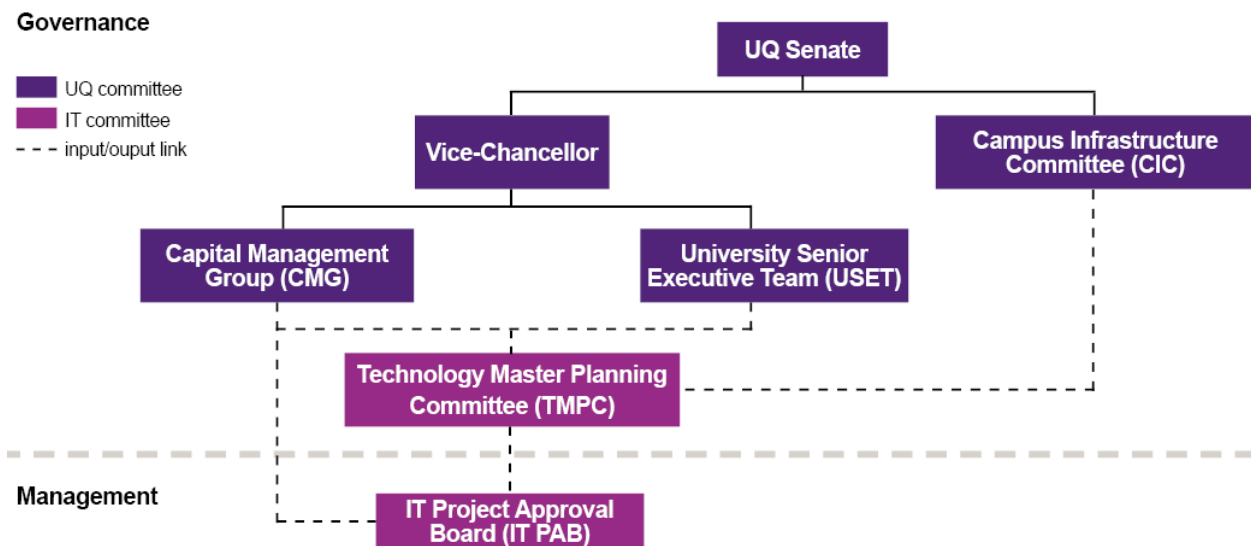 Governance
UQ committee
IT committee
input/ouput link
UQ Senate
Vice-Chancellor
Campus Infrastructure
Committee (CIC)
Capital Management
Group (CMG)
University Senior
Executive Team (USET)
Technology Master Planning
Committee (TMPC)
Management
IT Project Approval
Board (IT PAB)